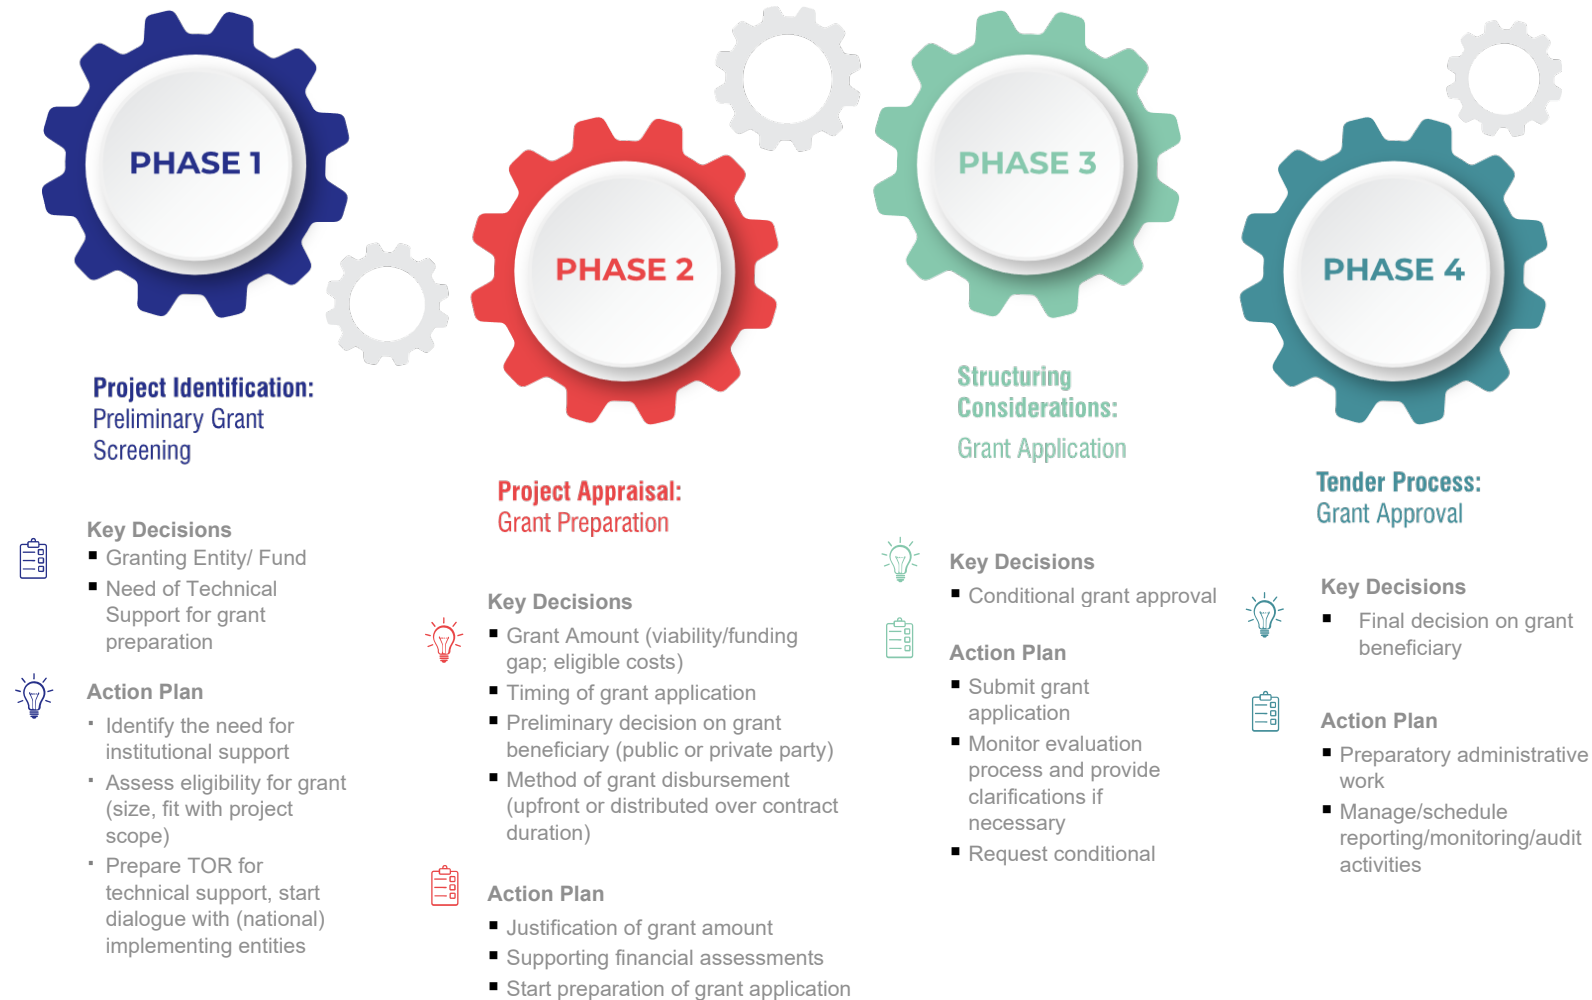 PHASE 1
Project Identification:
Preliminary Grant
Screening
Key Decisions
▪ Granting Entity/ Fund
▪ Need of Technical
Support for grant
preparation
Action Plan
▪ Identify the need for
institutional support
▪ Assess eligibility for grant
(size, fit with project
scope)
▪ Prepare TOR for
technical support, start
dialogue with (national)
implementing entities
PHASE 2
Project Appraisal:
Grant Preparation
Key Decisions
▪ Grant Amount (viability/funding
gap; eligible costs)
▪ Timing of grant application
▪ Preliminary decision on grant
beneficiary (public or private party)
▪ Method of grant disbursement
(upfront or distributed over contract
duration)
Action Plan
▪ Justification of grant amount
▪ Supporting financial assessments
▪ Start preparation of grant application
PHASE 3
Structuring
Considerations:
Grant Application
Key Decisions
▪ Conditional grant approval
Action Plan
▪ Submit grant
application
▪ Monitor evaluation
process and provide
clarifications if
necessary
▪ Request conditional
PHASE 4
Tender Process:
Grant Approval
Key Decisions
▪ Final decision on grant
beneficiary
Action Plan
▪ Preparatory administrative
work
▪ Manage/schedule
reporting/monitoring/audit
activities